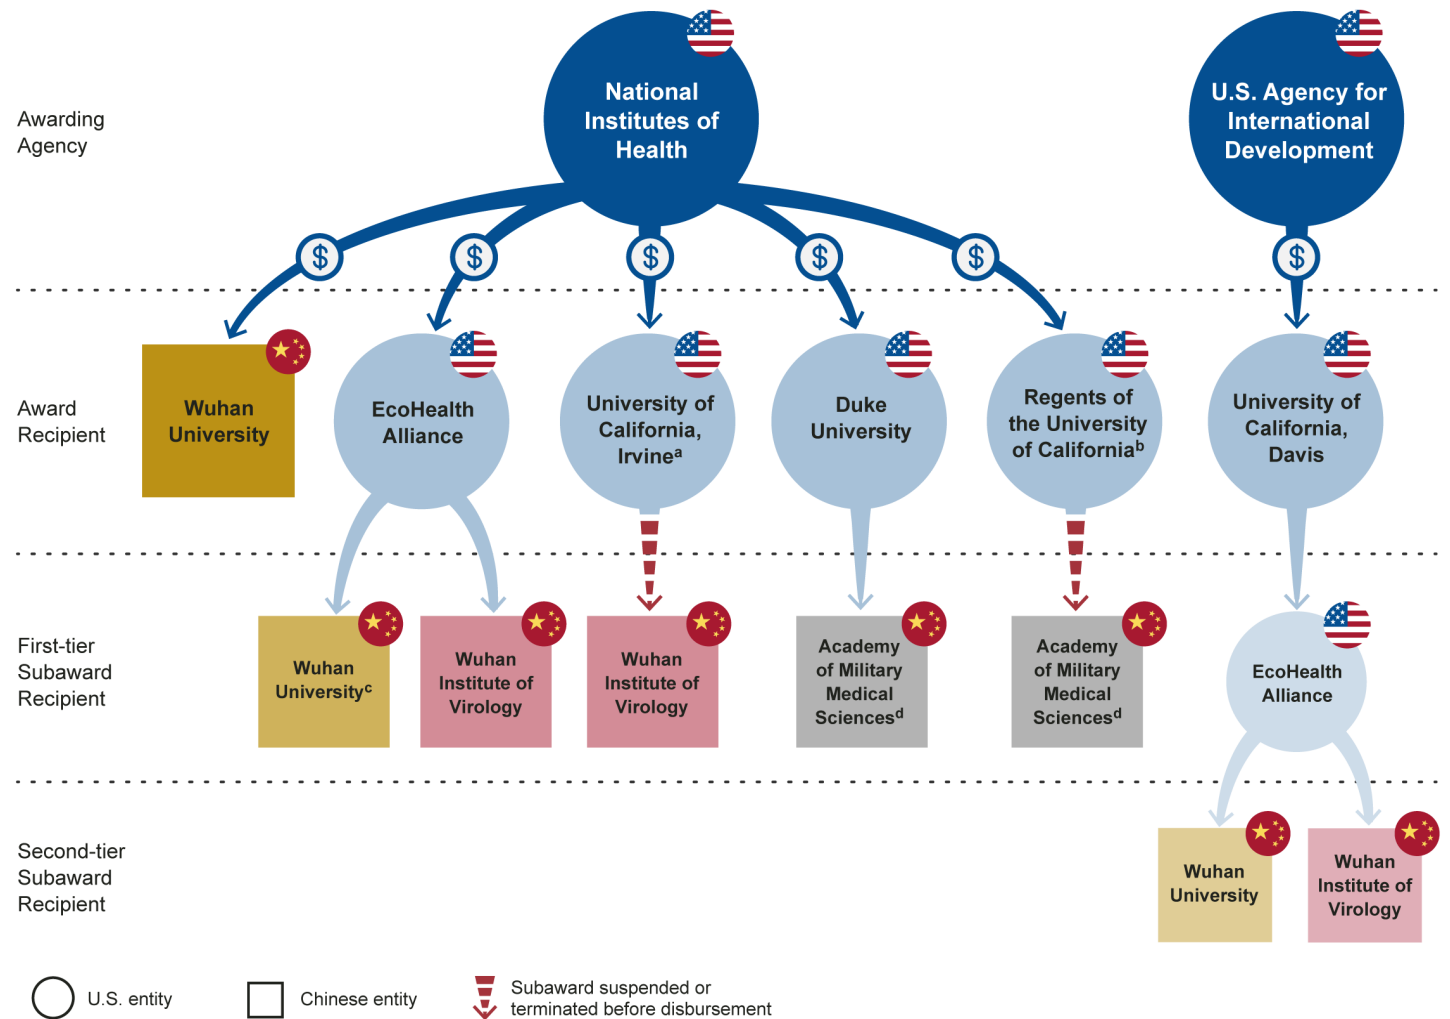 National
Institutes of
Health
U.S. Agency for
International
Development
Awarding
Agency
$
$
$
$
$
$
Award
Recipient
Wuhan
University
EcoHealth
Alliance
University of
California,
Irvineᵃ
Duke
University
Regents of
the University
of Californiaᵇ
University of
California,
Davis
First-tier
Subaward
Recipient
Wuhan
Universityᶜ
Wuhan
Institute of
Virology
Wuhan
Institute of
Virology
Academy
of Military
Medical
Sciencesᵈ
Academy
of Military
Medical
Sciencesᵈ
EcoHealth
Alliance
Second-tier
Subaward
Recipient
Wuhan
University
Wuhan
Institute of
Virology
U.S. entity
Chinese entity
Subaward suspended or
terminated before disbursement